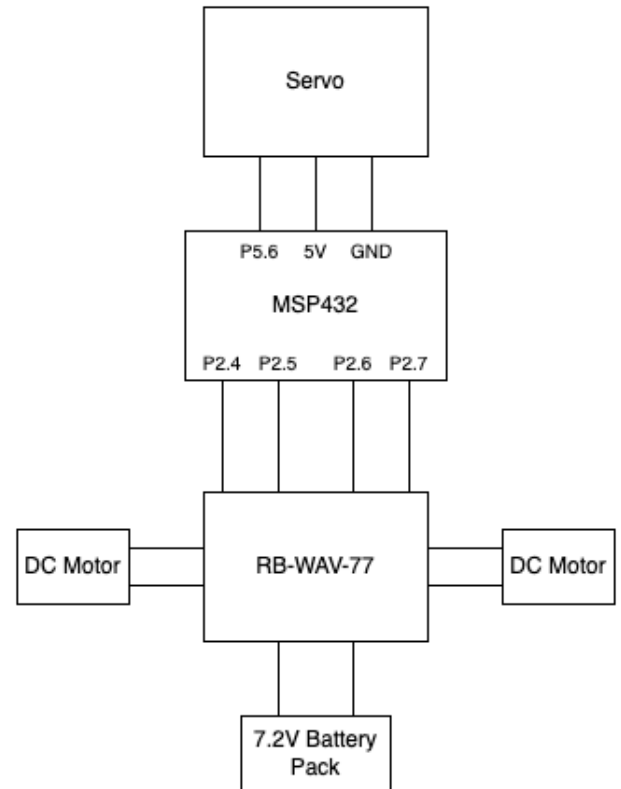 Servo
P5.6 5V GND
MSP432
P2.4 P2.5 P2.6 P2.7
DC Motor
RB-WAV-77
DC Motor
7.2V Battery
Pack